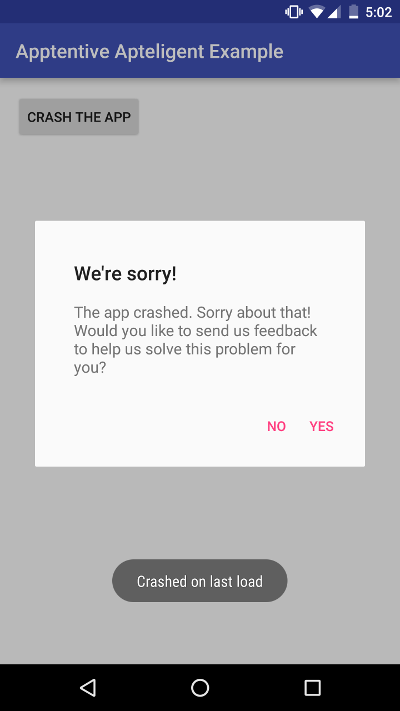 5:02
Apptentive Apteligent Example
CRASH THE APP
We're sorry!
The app crashed. Sorry about that!
Would you like to send us feedback
to help us solve this problem for
you?
NO YES
Crashed on last load